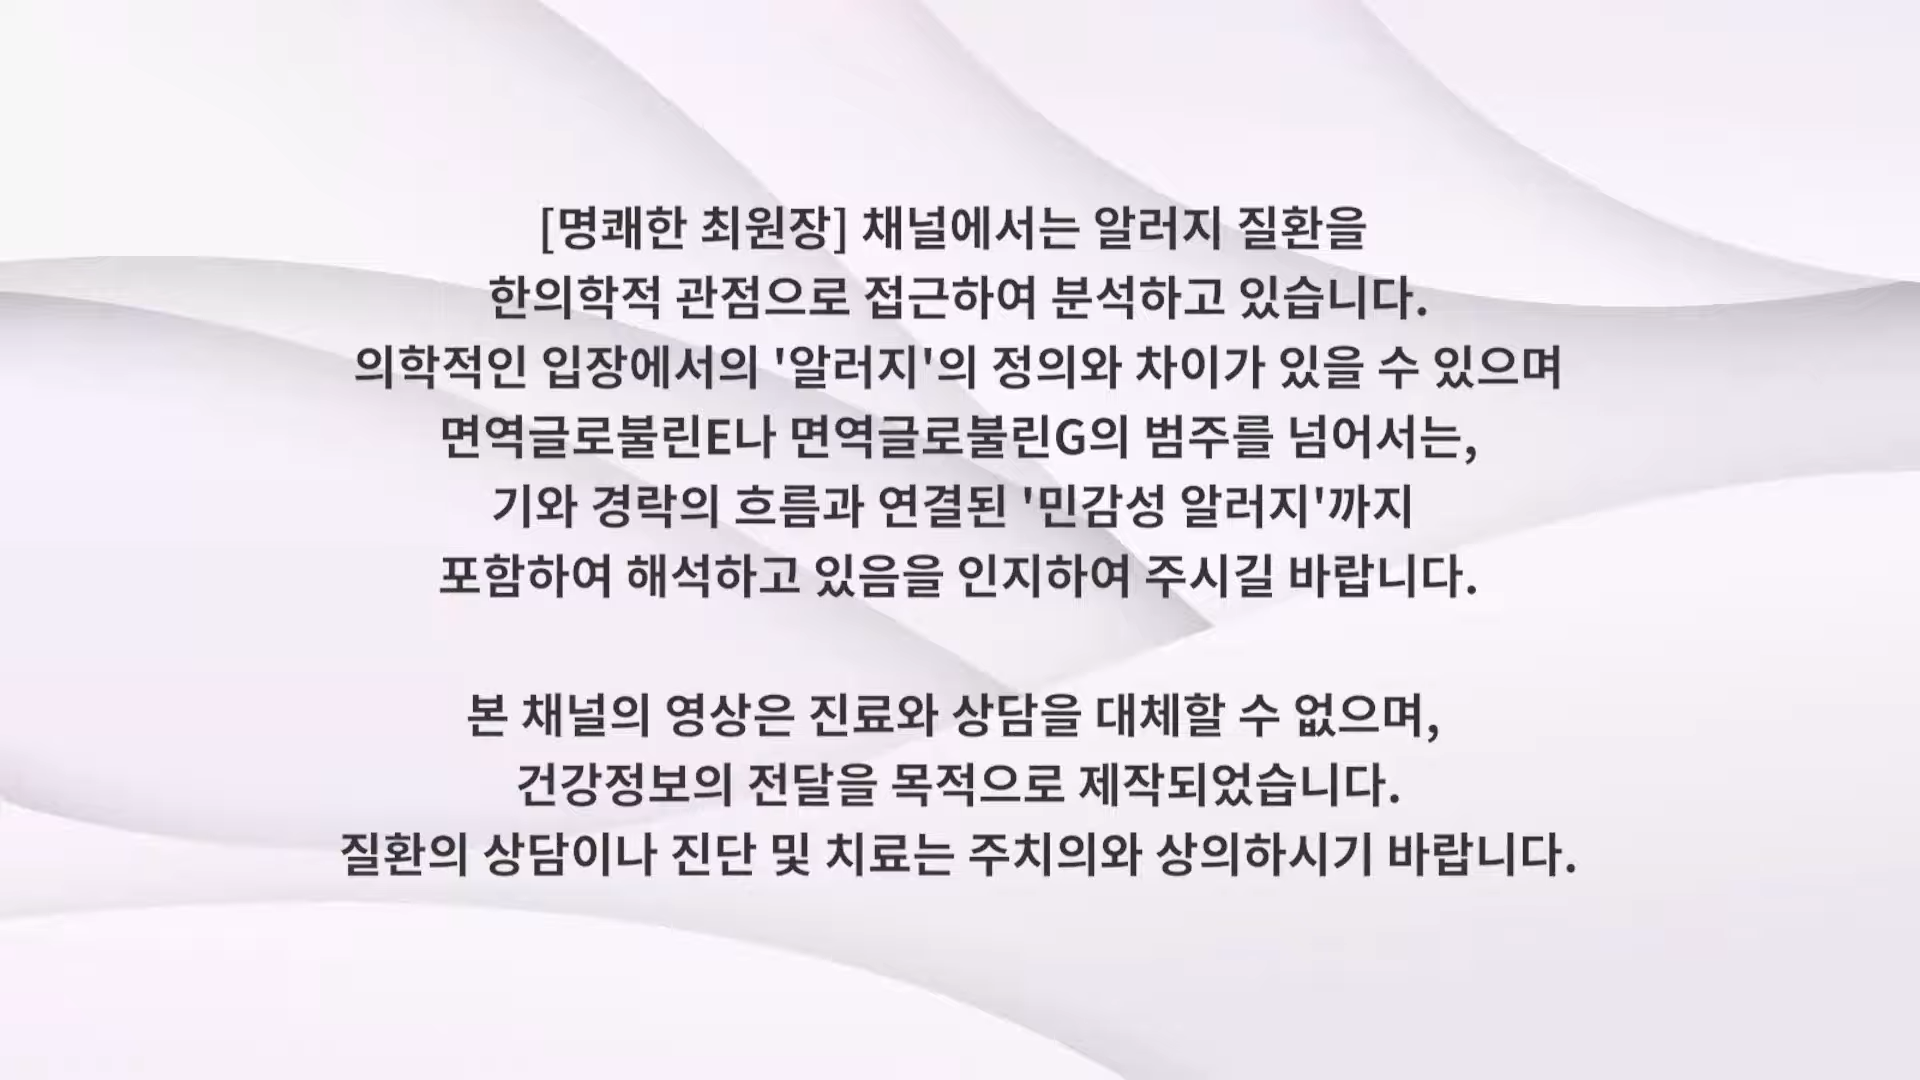 [명쾌한 최원장] 채널에서는 알러지 질환을
한의학적 관점으로 접근하여 분석하고 있습니다.
의학적인 입장에서의 '알러지'의 정의와 차이가 있을 수 있으며
면역글로불린E나 면역글로불린G의 범주를 넘어서는,
기와 경락의 흐름과 연결된 '민감성 알러지'까지
포함하여 해석하고 있음을 인지하여 주시길 바랍니다.
본 채널의 영상은 진료와 상담을 대체할 수 없으며,
건강정보의 전달을 목적으로 제작되었습니다.
질환의 상담이나 진단 및 치료는 주치의와 상의하시기 바랍니다.